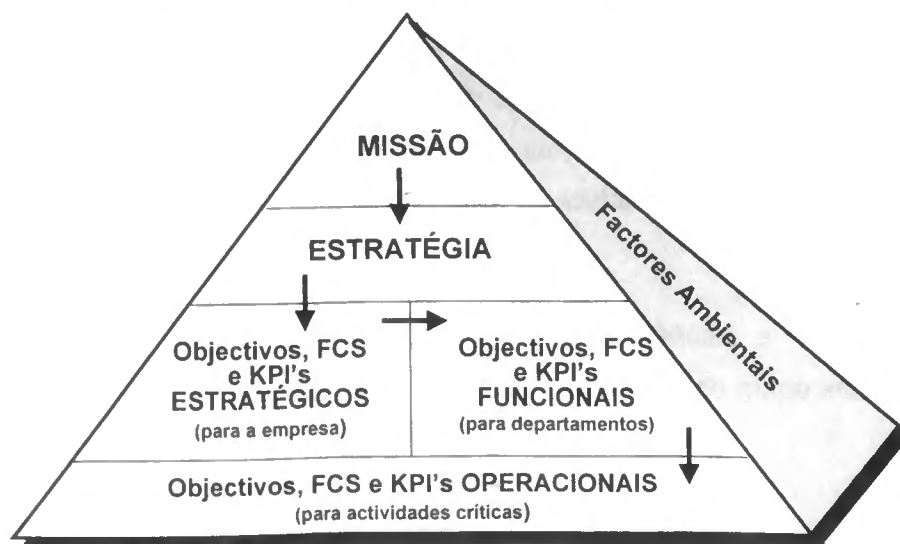 MISSÃO
ESTRATÉGIA
Objectivos, FCS
e KPI's
ESTRATÉGICOS
(para a empresa)
Objectivos, FCS
e KPI's
FUNCIONAIS
(para departamentos)
Objectivos, FCS e KPI's OPERACIONAIS
(para actividades críticas)
Factores Ambientais